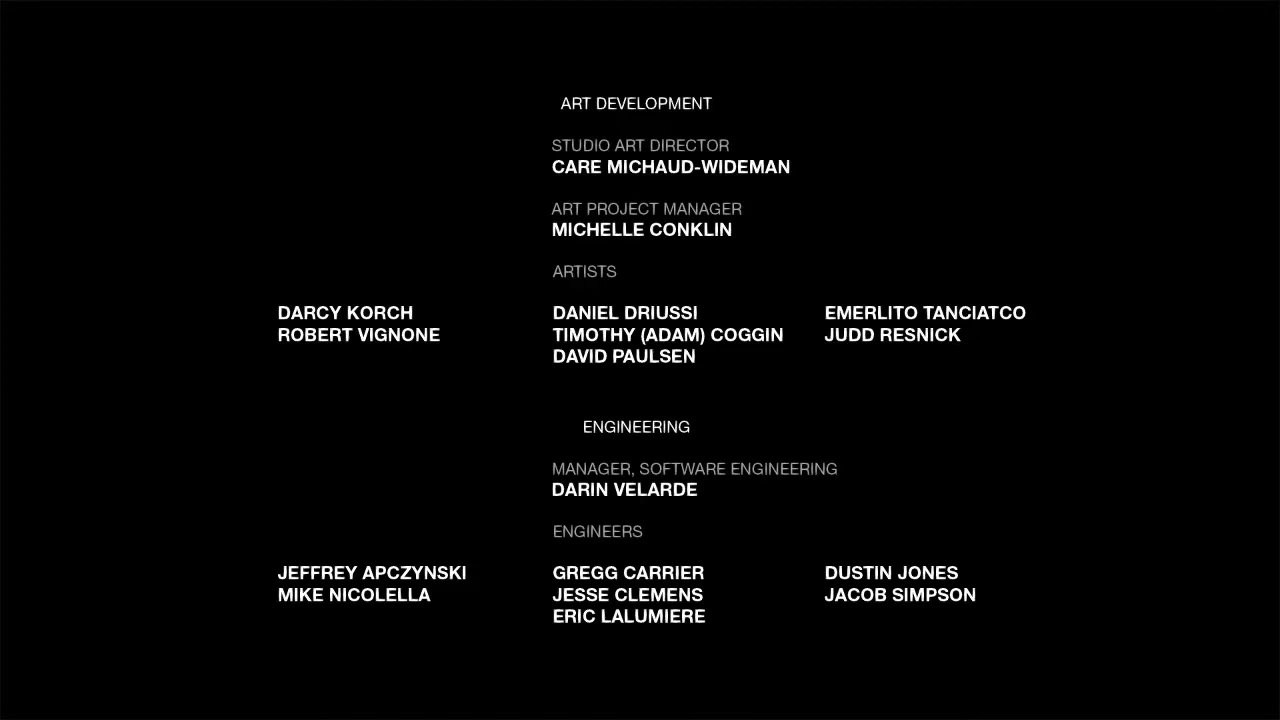 ART DEVELOPMENT
STUDIO ART DIRECTOR
CARE MICHAUD-WIDEMAN
ART PROJECT MANAGER
MICHELLE CONKLIN
ARTISTS
DARCY KORCH DANIEL DRIUSSI EMERLITO TANCIATCO
ROBERT VIGNONE TIMOTHY (ADAM) COGGIN JUDD RESNICK
DAVID PAULSEN
ENGINEERING
MANAGER, SOFTWARE ENGINEERING
DARIN VELARDE
ENGINEERS
JEFFREY APCZYNSKI GREGG CARRIER DUSTIN JONES
MIKE NICOLELLA JESSE CLEMENS JACOB SIMPSON
ERIC LALUMIERE